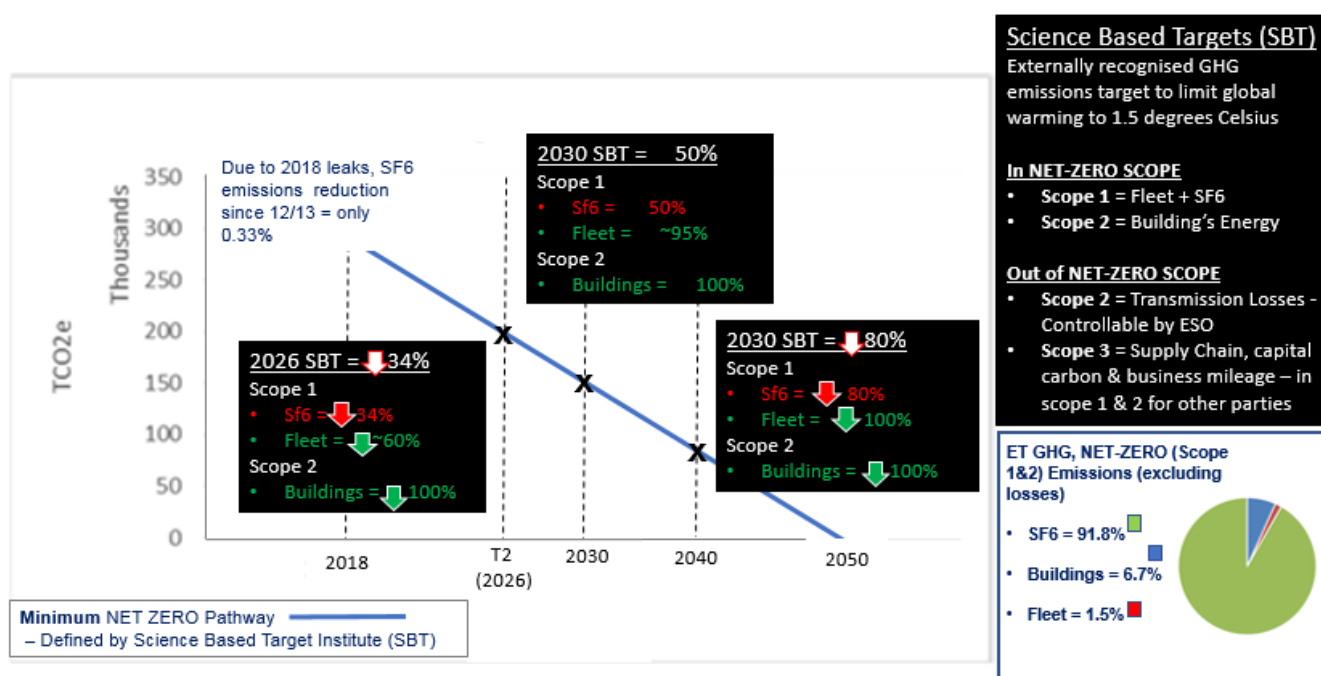 Due to 2018 leaks, SF6
emissions reduction
since 12/13 = only
0.33%
TCO2e
Thousands
350
300
250
200
150
100
50
0
2018
T2
(2026)
2030
2040
2050
2026 SBT = 34%
Scope 1
• Sf6 = 34%
• Fleet = ~60%
Scope 2
• Buildings = 100%
2030 SBT = 50%
Scope 1
• Sf6 = 50%
• Fleet = ~95%
Scope 2
• Buildings = 100%
2030 SBT = 80%
Scope 1
• Sf6 = 80%
• Fleet = 100%
Scope 2
• Buildings = 100%
X
X
X
Minimum NET ZERO Pathway
– Defined by Science Based Target Institute (SBT)
Science Based Targets (SBT)
Externally recognised GHG
emissions target to limit global
warming to 1.5 degrees Celsius
In NET-ZERO SCOPE
• Scope 1 = Fleet + SF6
• Scope 2 = Building's Energy
Out of NET-ZERO SCOPE
• Scope 2 = Transmission Losses -
Controllable by ESO
• Scope 3 = Supply Chain, capital
carbon & business mileage – in
scope 1 & 2 for other parties
ET GHG, NET-ZERO (Scope
1&2) Emissions (excluding
losses)
• SF6 = 91.8%
• Buildings = 6.7%
• Fleet = 1.5%